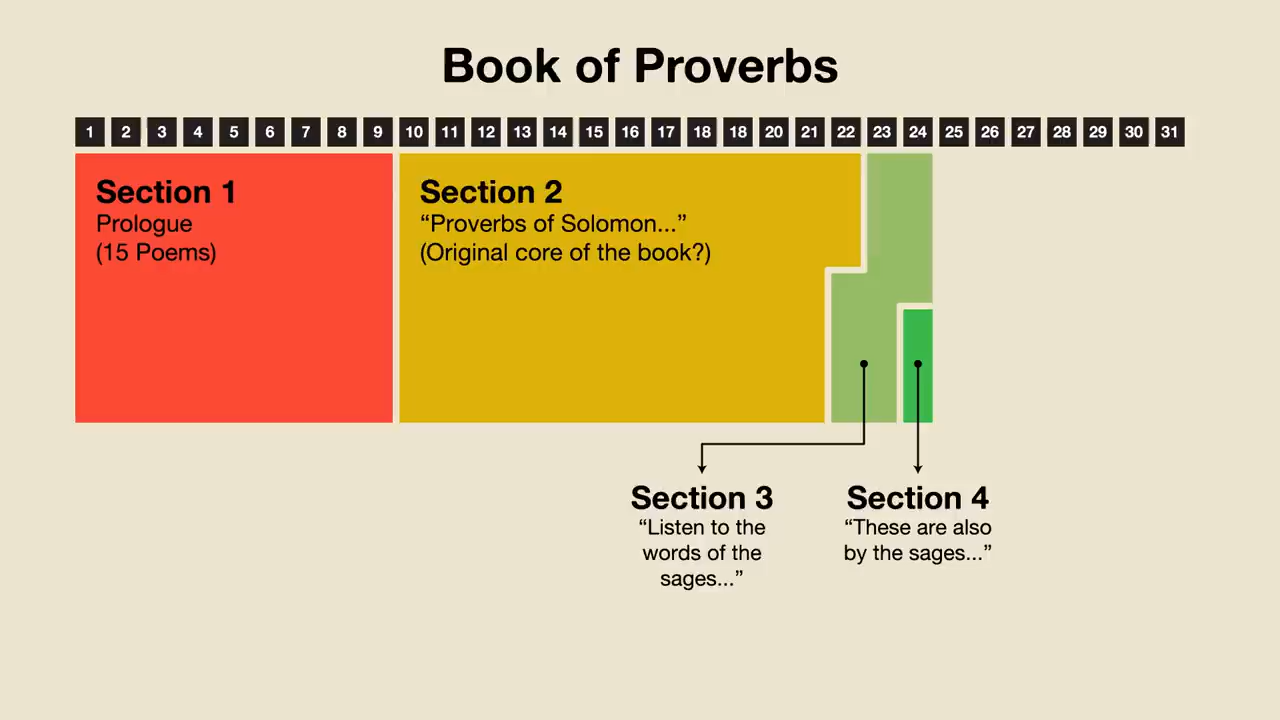 Book of Proverbs
1 2 3 4 5 6 7 8 9 10 11 12 13 14 15 16 17 18 18 20 21 22 23 24 25 26 27 28 29 30 31
Section 1
Prologue
(15 Poems)
Section 2
“Proverbs of Solomon...”
(Original core of the book?)
Section 3
“Listen to the
words of the
sages...”
Section 4
“These are also
by the sages...”